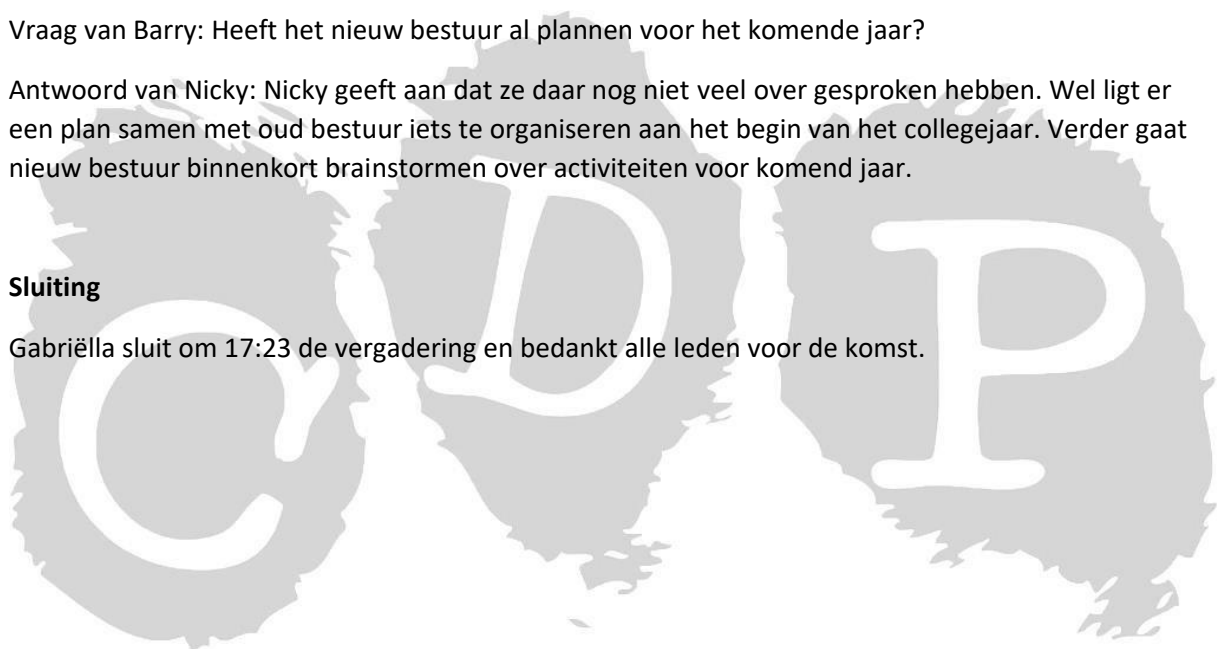 Vraag van Barry: Heeft het nieuw bestuur al plannen voor het komende jaar?
Antwoord van Nicky: Nicky geeft aan dat ze daar nog niet veel over gesproken hebben. Wel ligt er
een plan samen met oud bestuur iets te organiseren aan het begin van het collegejaar. Verder gaat
nieuw bestuur binnenkort brainstormen over activiteiten voor komend jaar.
Sluiting
Gabriëlla sluit om 17:23 de vergadering en bedankt alle leden voor de komst.
CDP